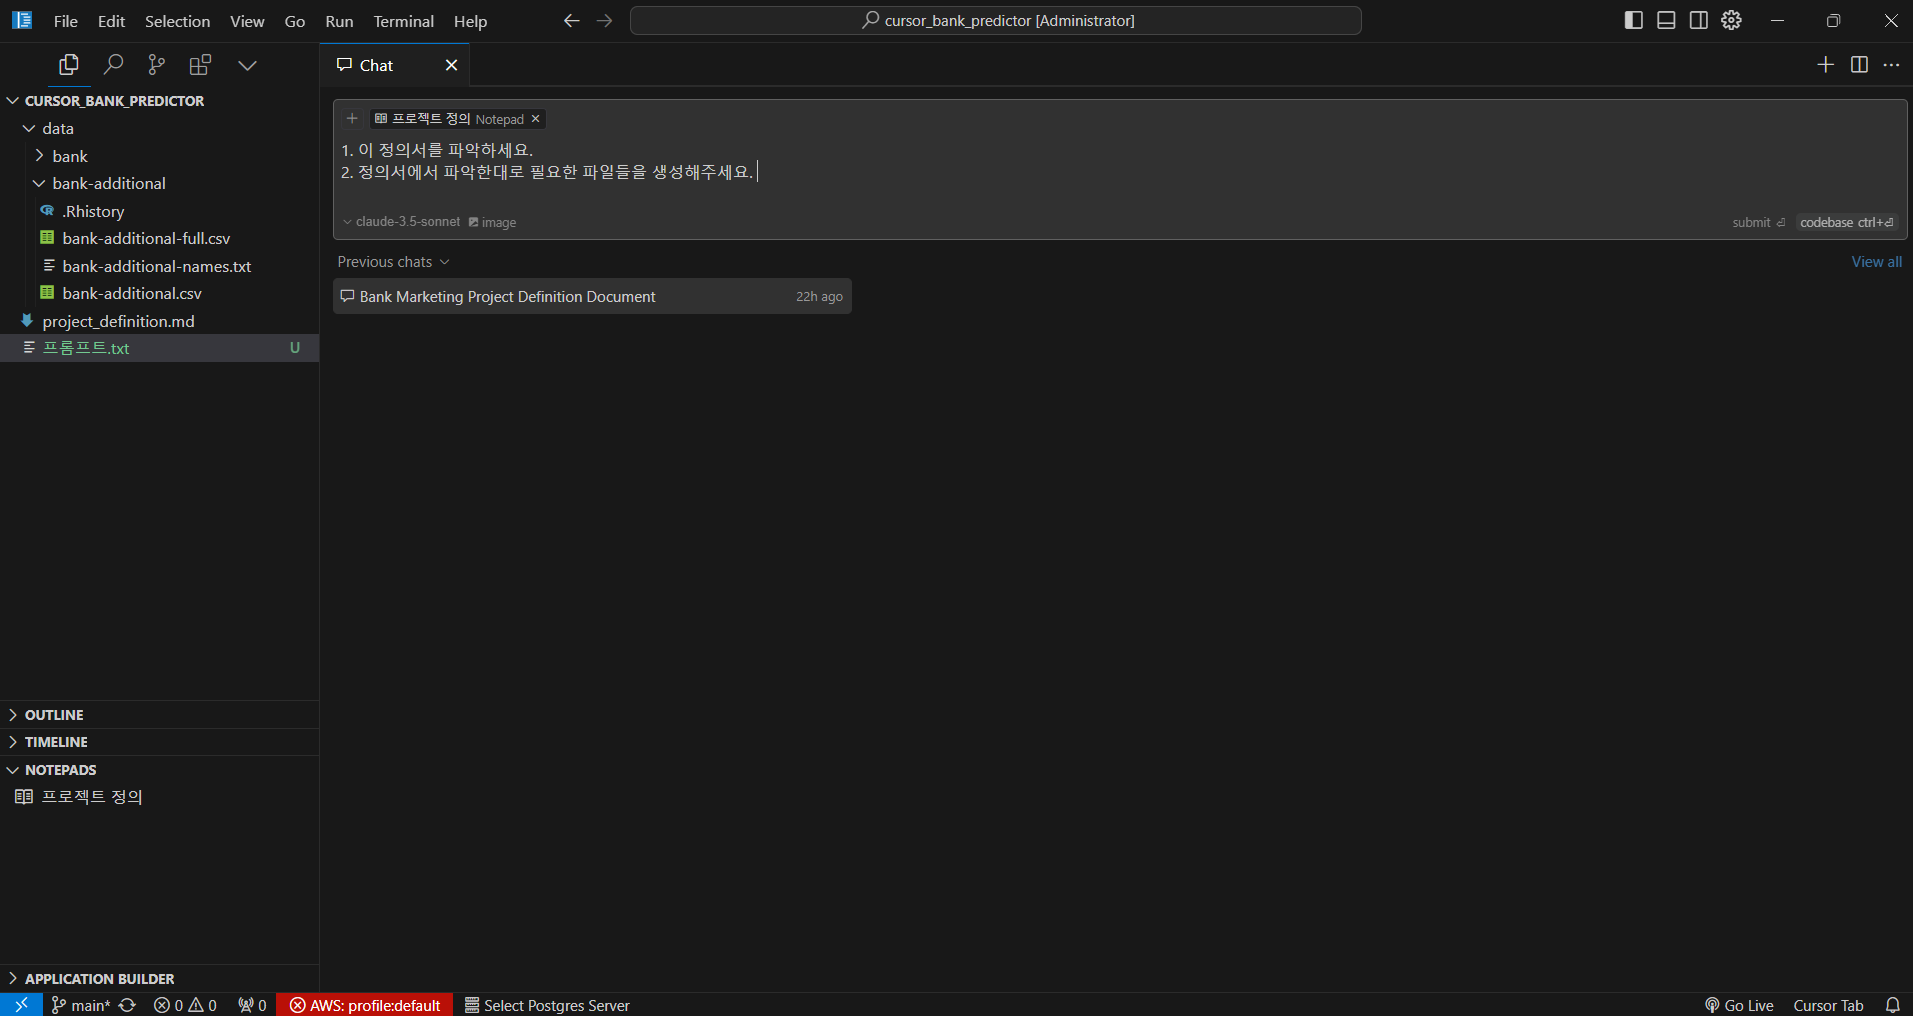 File Edit Selection View Go Run Terminal Help
cursor_bank_predictor [Administrator]
Chat
CURSOR_BANK_PREDICTOR
data
bank
bank-additional
.Rhistory
bank-additional-full.csv
bank-additional-names.txt
bank-additional.csv
project_definition.md
프롬프트.txt U
OUTLINE
TIMELINE
NOTEPADS
프로젝트 정의
APPLICATION BUILDER
프로젝트 정의 Notepad
1. 이 정의서를 파악하세요.
2. 정의서에서 파악한대로 필요한 파일들을 생성해주세요.
claude-3.5-sonnet image
submit ⏎ codebase ctrl+⏎
Previous chats
View all
Bank Marketing Project Definition Document 22h ago
main* 0 0 0 AWS: profile:default Select Postgres Server Go Live Cursor Tab